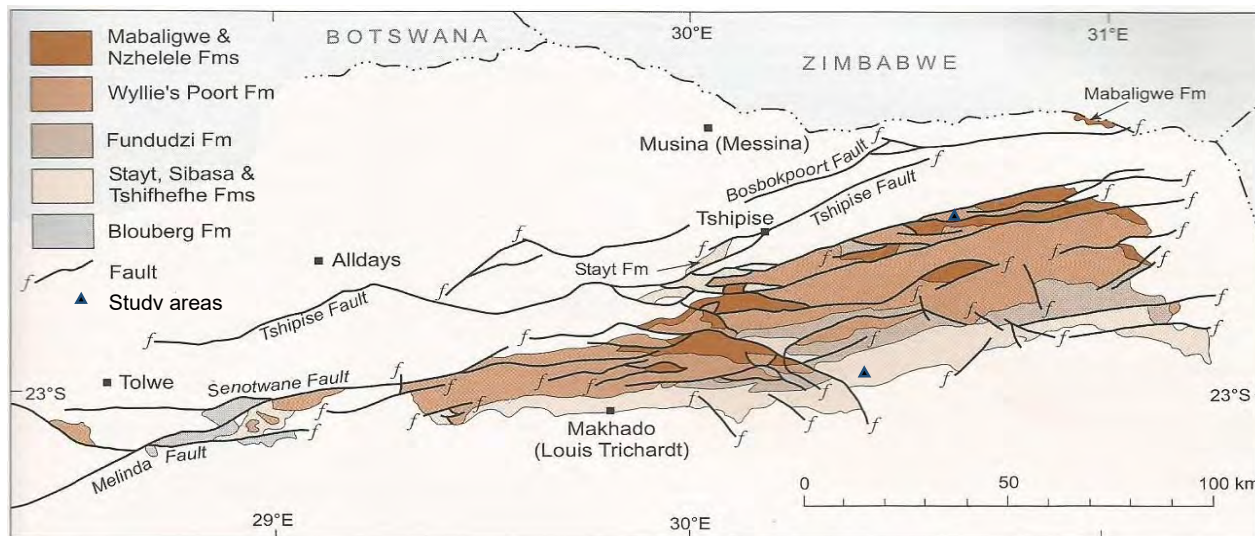 Mabaligwe &
Nzhelele Fms
Wyllie's Poort Fm
Fundudzi Fm
Stayt, Sibasa &
Tshifhefhe Fms
Blouberg Fm
f
Fault
Studv areas
BOTSWANA
30°E
31°E
ZIMBABWE
Mabaligwe Fm
Musina (Messina)
f
f
Bosbokpoort Fault
f
Tshipise Fault
Tshipise
f
f
f
f
Stayt Fm
Alldays
f
f
f
f
Tshipise Fault
f
f
f
f
f
f
f
Tolwe
Senotwane Fault
f
f
f
f
f
f
23°S
23°S
f
f
f
f
Makhado
(Louis Trichardt)
Melinda Fault
0
50
100 km
29°E
30°E